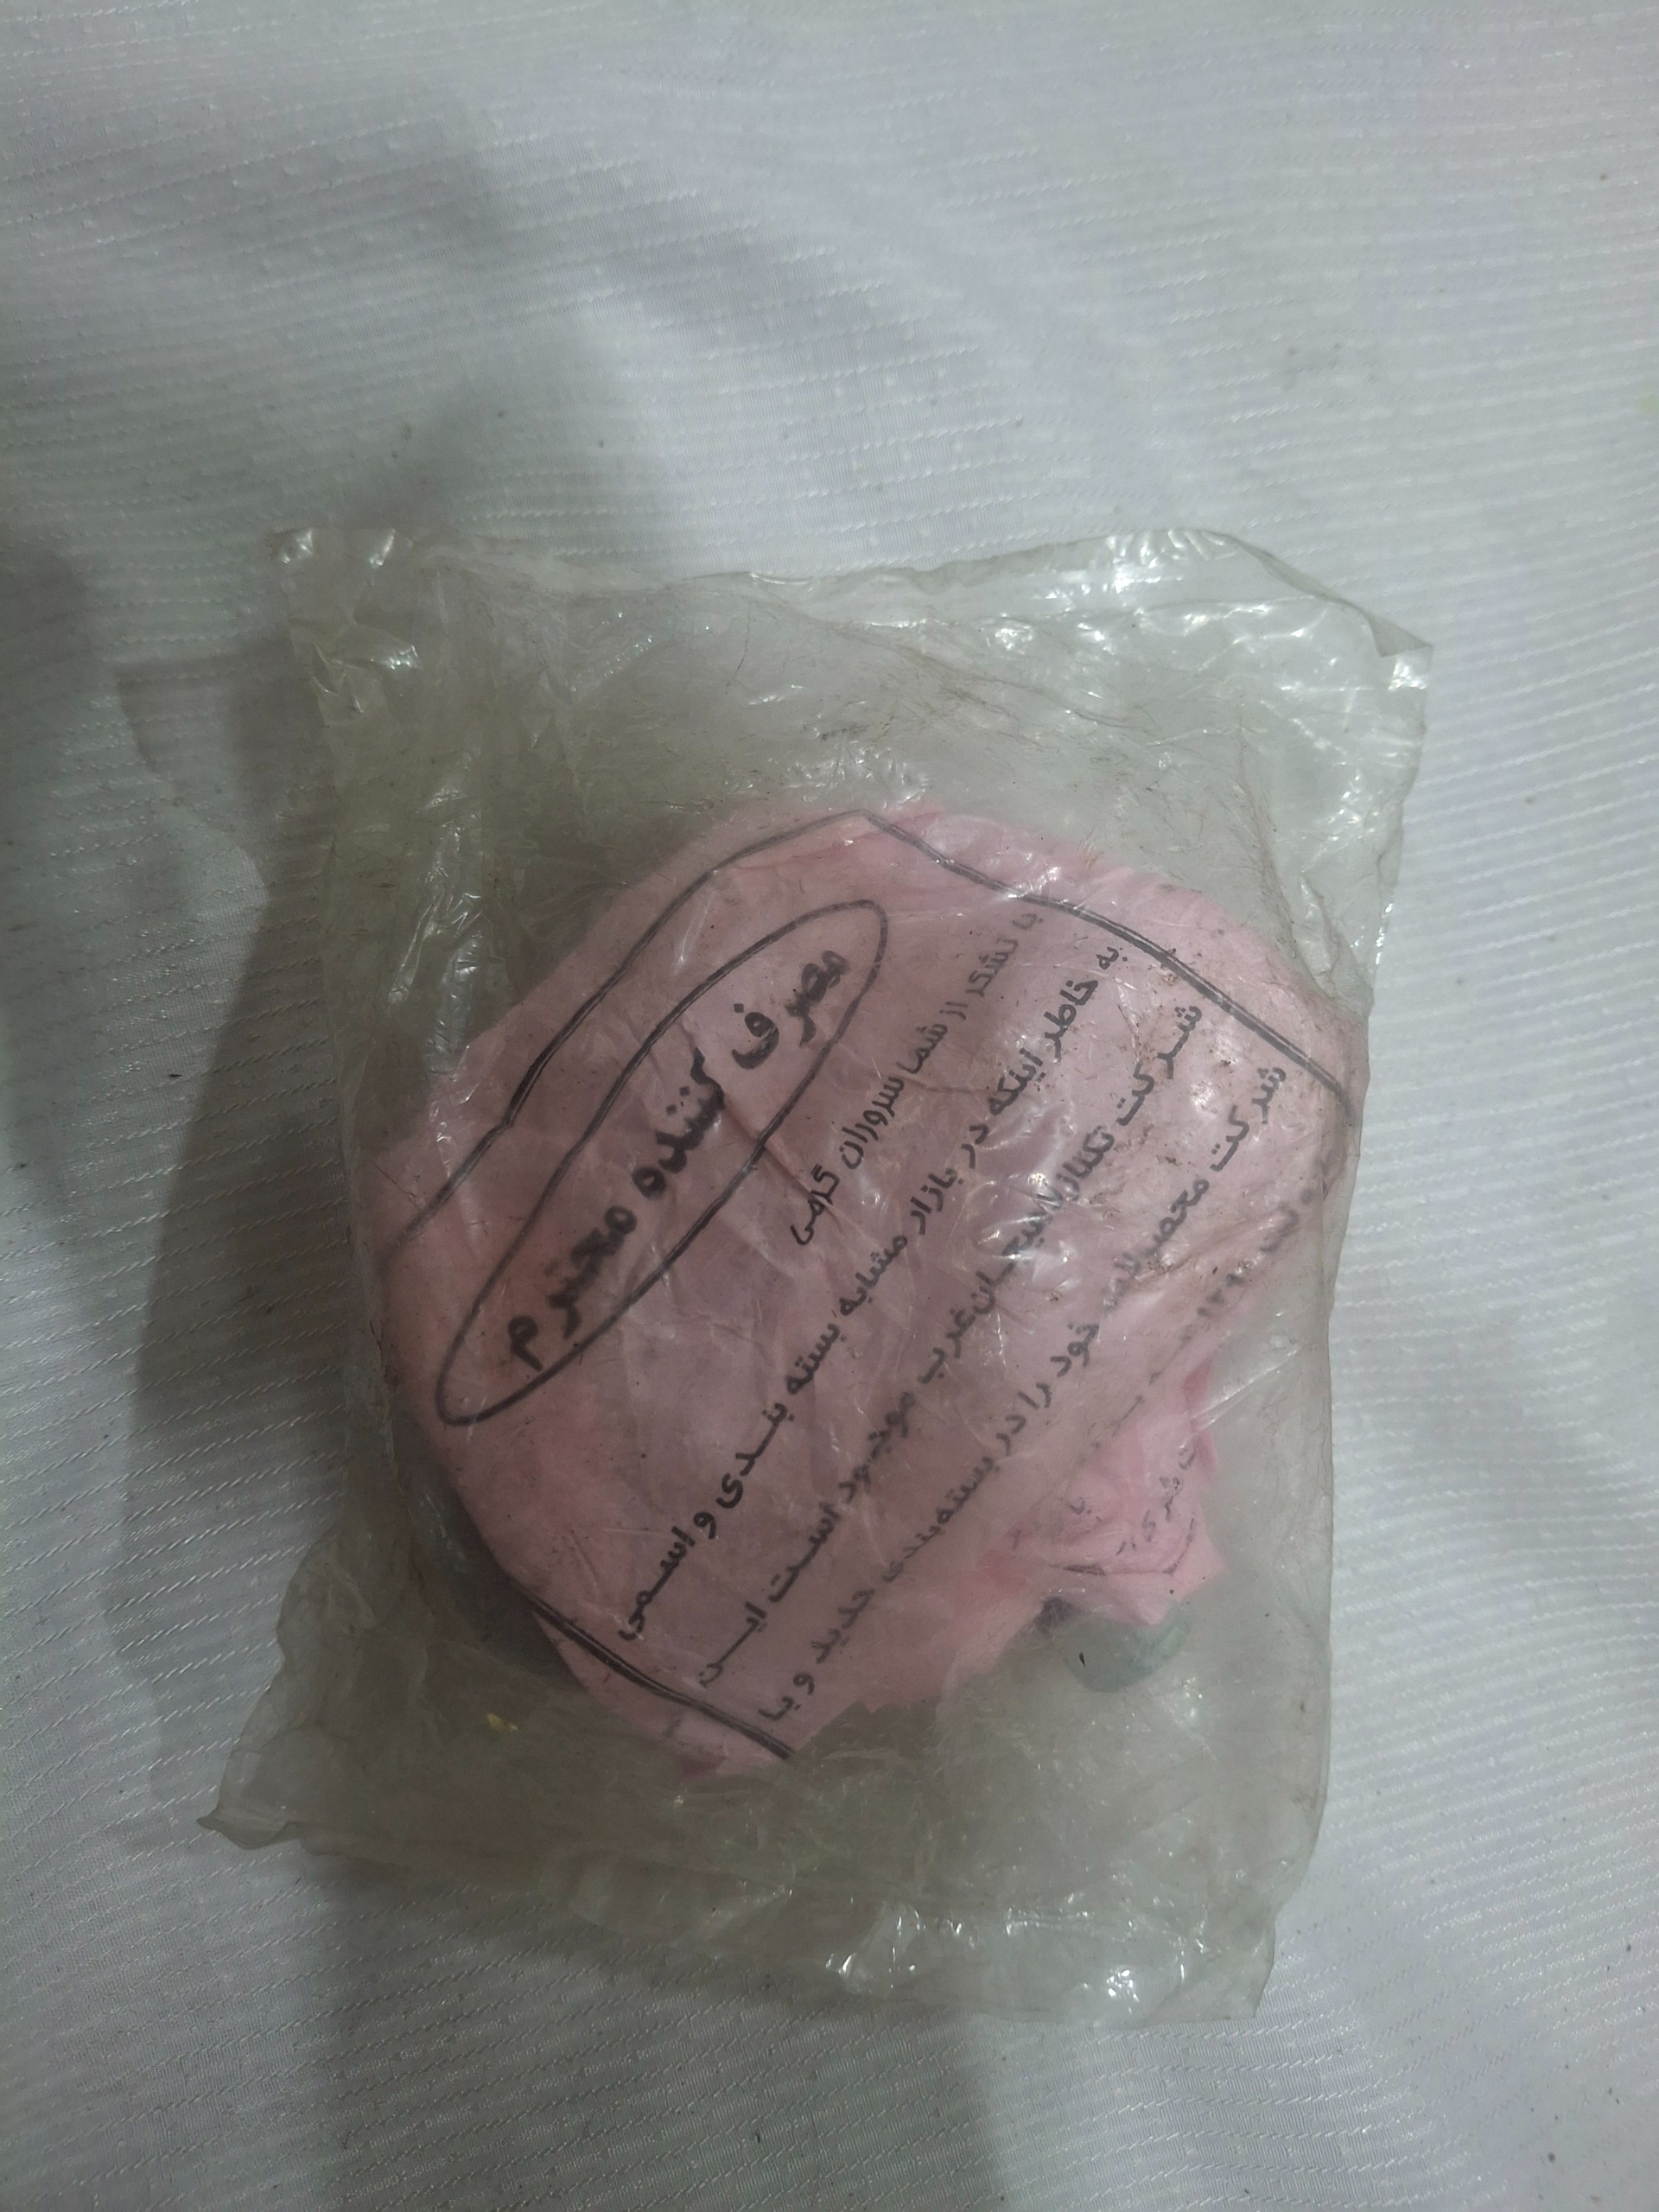 مصرف کننده محترم
با تشکر از شما سروران گرامی
به خاطر اینکه در بازار مشابه بسته بندی و اسمی
شرکت تکتاز لاهیجان غرب موجود است این
شرکت محصولات خود را در بسته‌بندی جدید و با